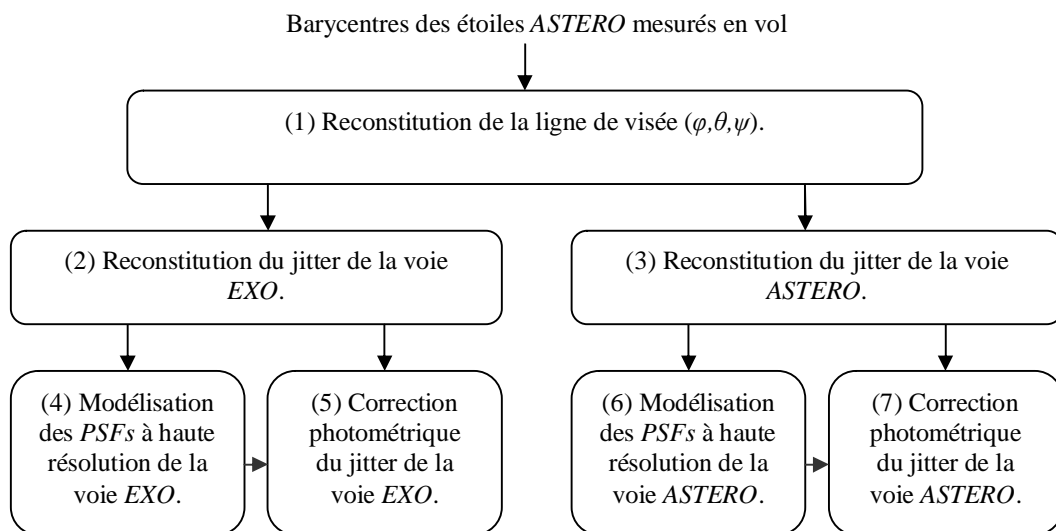 Barycentres des étoiles ASTERO mesurés en vol
(1) Reconstitution de la ligne de visée (φ,θ,ψ).
(2) Reconstitution du jitter de la voie
EXO.
(3) Reconstitution du jitter de la voie
ASTERO.
(4) Modélisation
des PSFs à haute
résolution de la
voie EXO.
(5) Correction
photométrique
du jitter de la
voie EXO.
(6) Modélisation
des PSFs à haute
résolution de la
voie ASTERO.
(7) Correction
photométrique
du jitter de la
voie ASTERO.